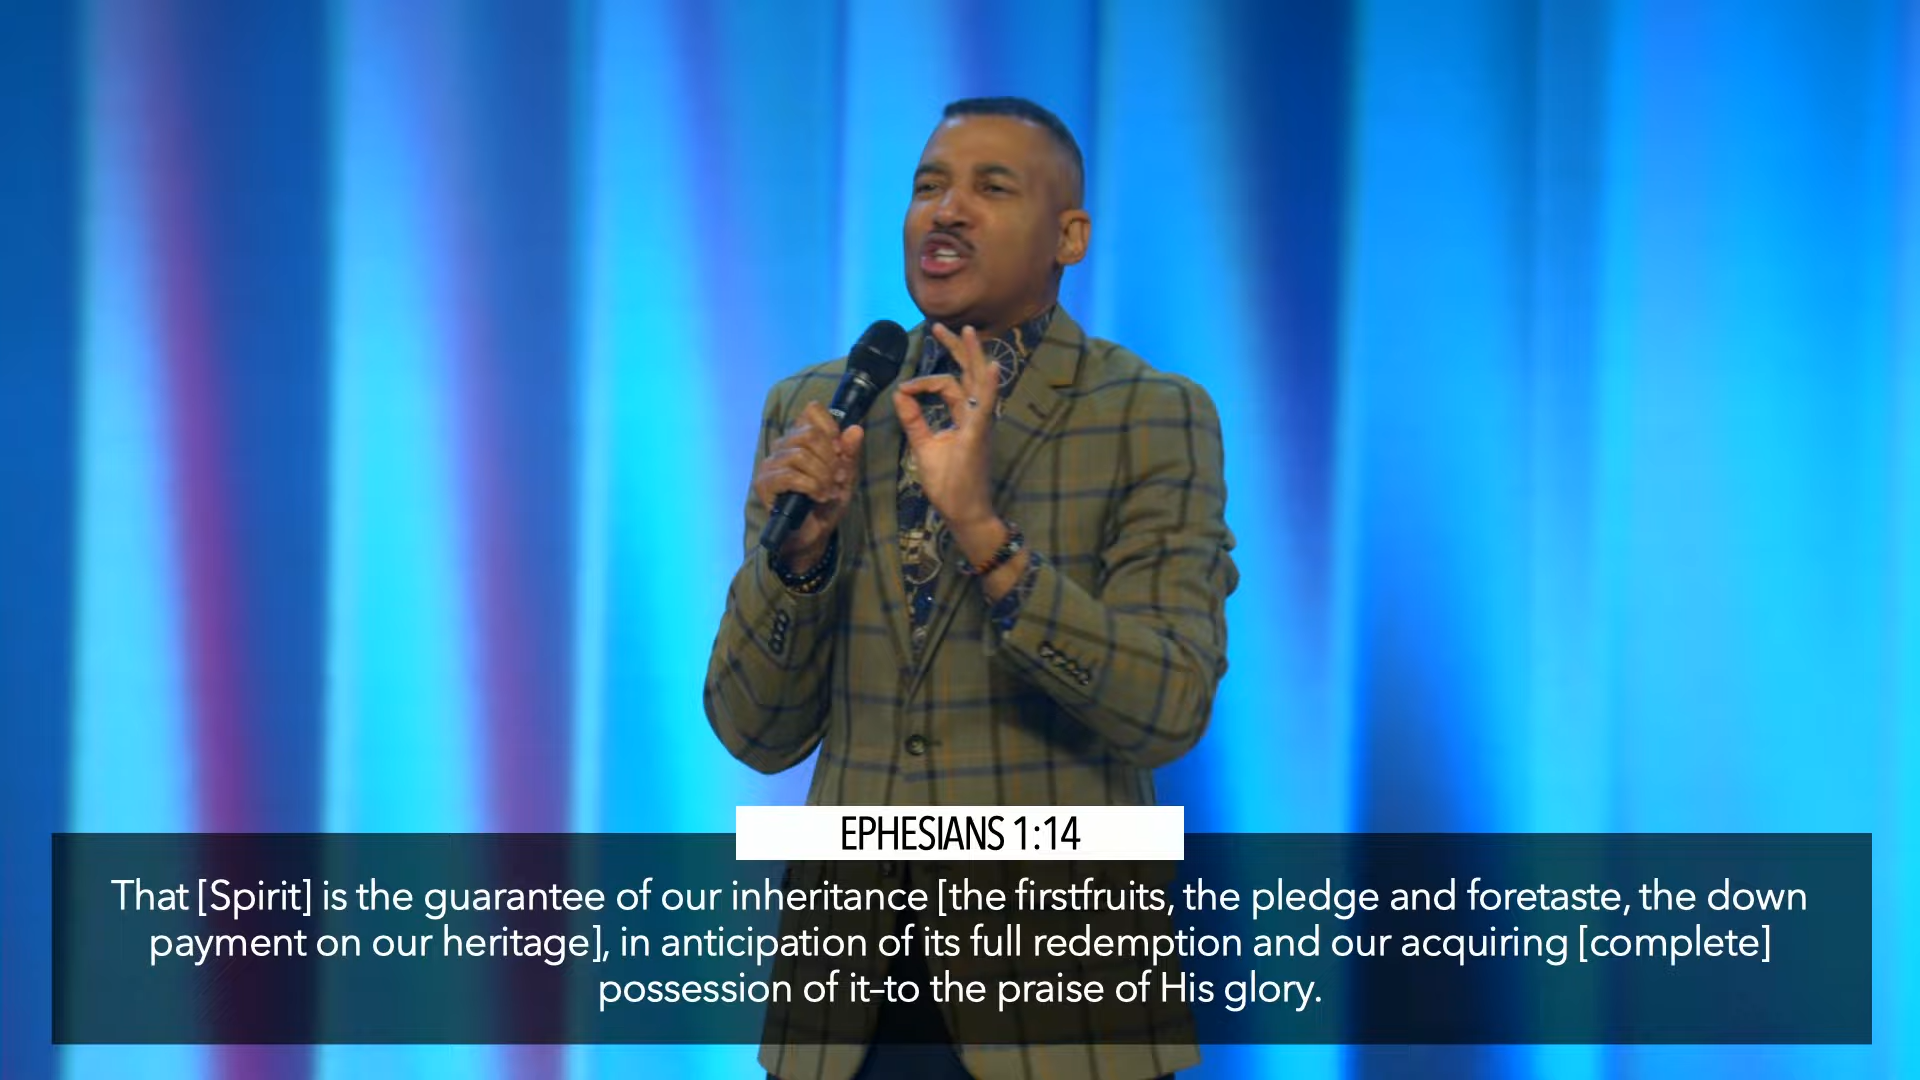 EPHESIANS 1:14
That [Spirit] is the guarantee of our inheritance [the firstfruits, the pledge and foretaste, the down
payment on our heritage], in anticipation of its full redemption and our acquiring [complete]
possession of it–to the praise of His glory.